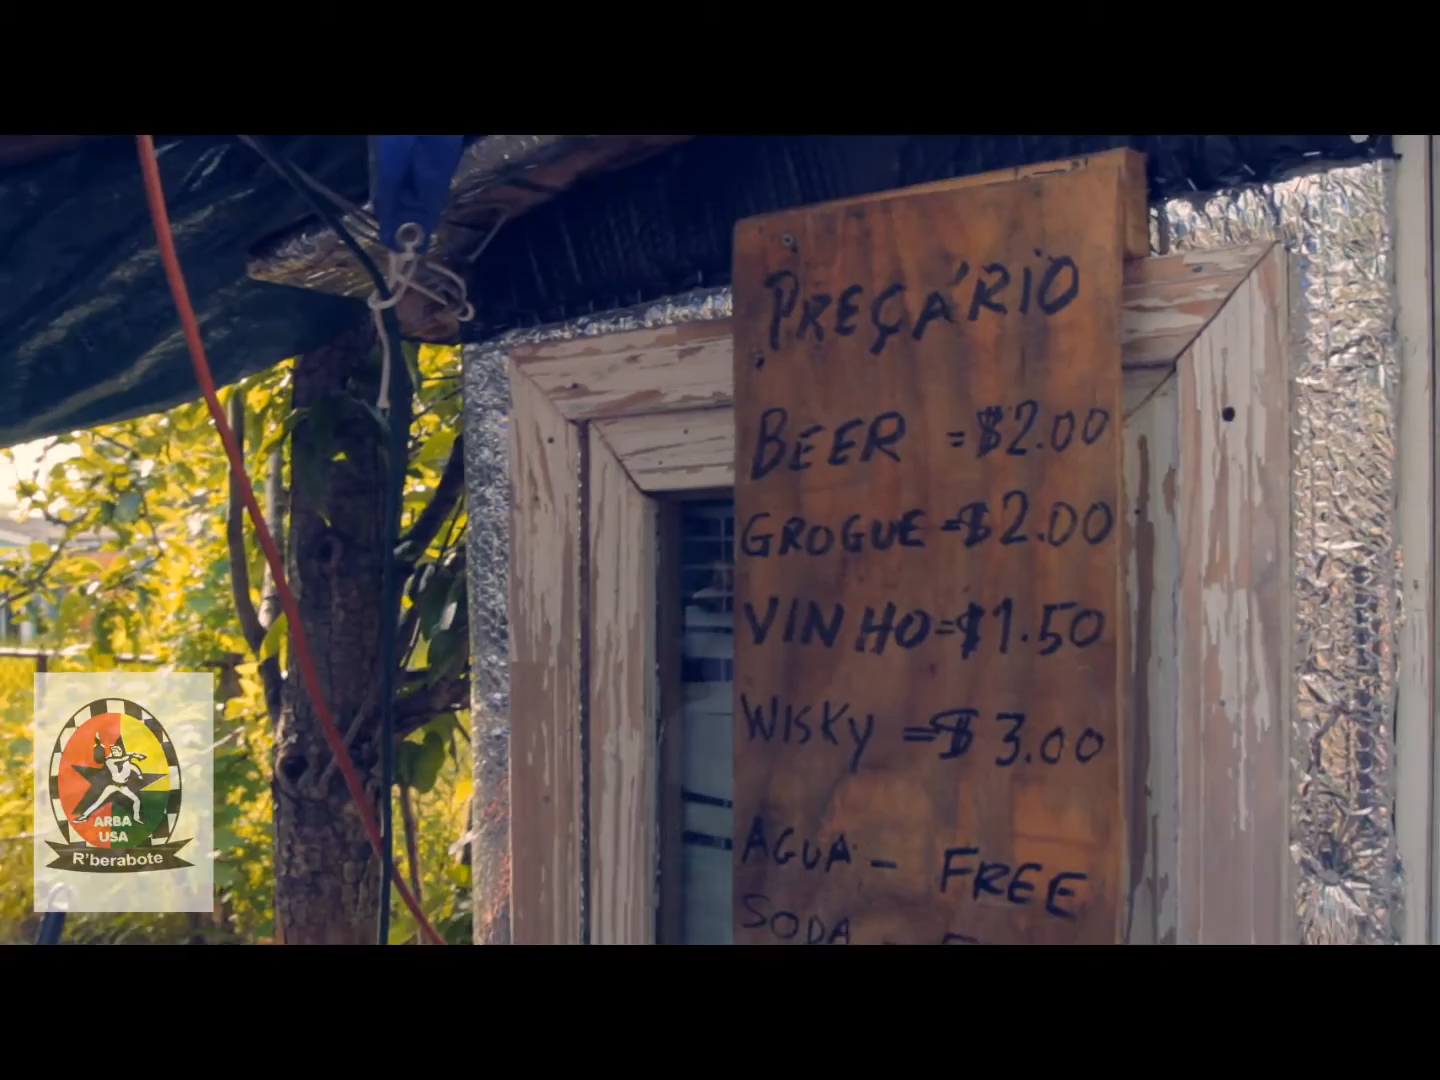 PREÇÁRIO
BEER = $2.00
GROGUE = $2.00
VINHO = $1.50
WISKY = $3.00
AGUA - FREE
SODA
ARBA
USA
R'berabote